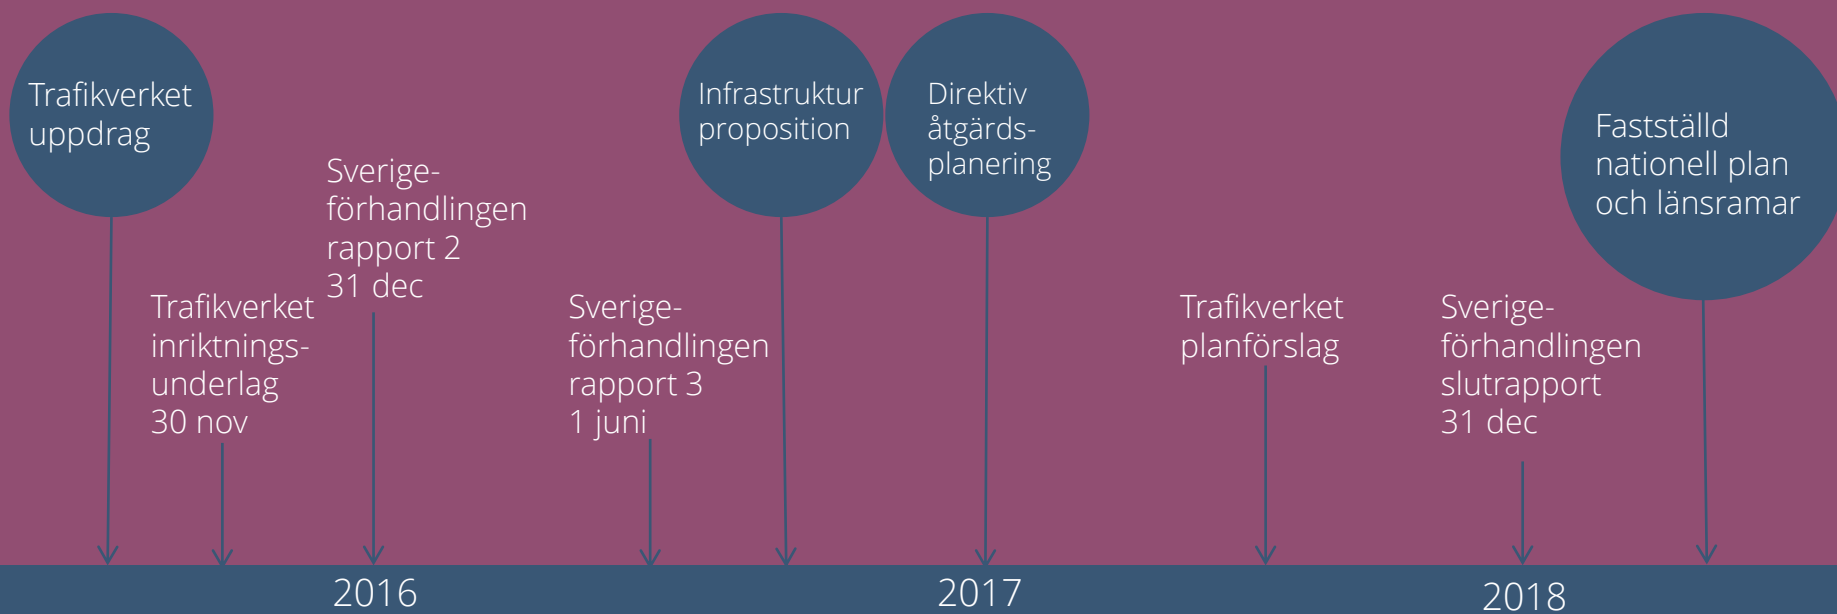 Trafikverket
uppdrag
Trafikverket
inriktnings-
underlag
30 nov
Sverige-
förhandlingen
rapport 2
31 dec
Sverige-
förhandlingen
rapport 3
1 juni
Infrastruktur
proposition
Direktiv
åtgärds-
planering
Trafikverket
planförslag
Sverige-
förhandlingen
slutrapport
31 dec
Fastställd
nationell plan
och länsramar
2016
2017
2018